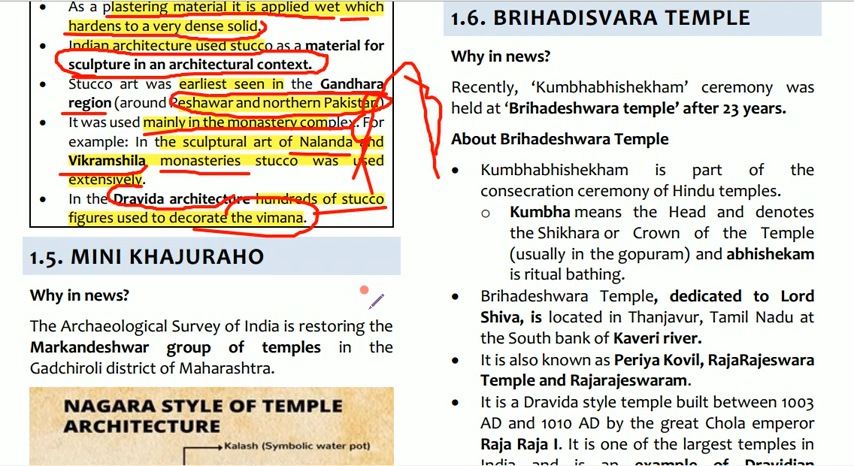 • As a plastering material it is applied wet which
hardens to a very dense solid.
• Indian architecture used stucco as a material for
sculpture in an architectural context.
• Stucco art was earliest seen in the Gandhara
region (around Peshawar and northern Pakistan)
• It was used mainly in the monastery complex. For
example: In the sculptural art of Nalanda and
Vikramshila monasteries stucco was used
extensively.
• In the Dravida architecture hundreds of stucco
figures used to decorate the vimana.
1.5. MINI KHAJURAHO
Why in news?
The Archaeological Survey of India is restoring the
Markandeshwar group of temples in the
Gadchiroli district of Maharashtra.
NAGARA STYLE OF TEMPLE
ARCHITECTURE
Kalash (Symbolic water pot)
1.6. BRIHADISVARA TEMPLE
Why in news?
Recently, ‘Kumbhabhishekham’ ceremony was
held at ‘Brihadeshwara temple’ after 23 years.
About Brihadeshwara Temple
• Kumbhabhishekham is part of the
consecration ceremony of Hindu temples.
o Kumbha means the Head and denotes
the Shikhara or Crown of the Temple
(usually in the gopuram) and abhishekam
is ritual bathing.
• Brihadeshwara Temple, dedicated to Lord
Shiva, is located in Thanjavur, Tamil Nadu at
the South bank of Kaveri river.
• It is also known as Periya Kovil, RajaRajeswara
Temple and Rajarajeswaram.
• It is a Dravida style temple built between 1003
AD and 1010 AD by the great Chola emperor
Raja Raja I. It is one of the largest temples in
India and is an example of Dravidian